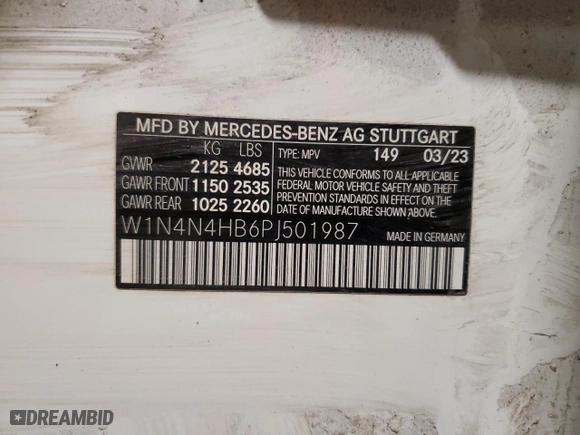 MFD BY MERCEDES-BENZ AG STUTTGART
KG LBS
TYPE: MPV 149 03/23
GVWR 2125 4685
GAWR FRONT 1150 2535
GAWR REAR 1025 2260
THIS VEHICLE CONFORMS TO ALL APPLICABLE
FEDERAL MOTOR VEHICLE SAFETY AND THEFT
PREVENTION STANDARDS IN EFFECT ON THE
DATE OF MANUFACTURE SHOWN ABOVE.
W1N4N4HB6PJ501987
MADE IN GERMANY
DREAMBID